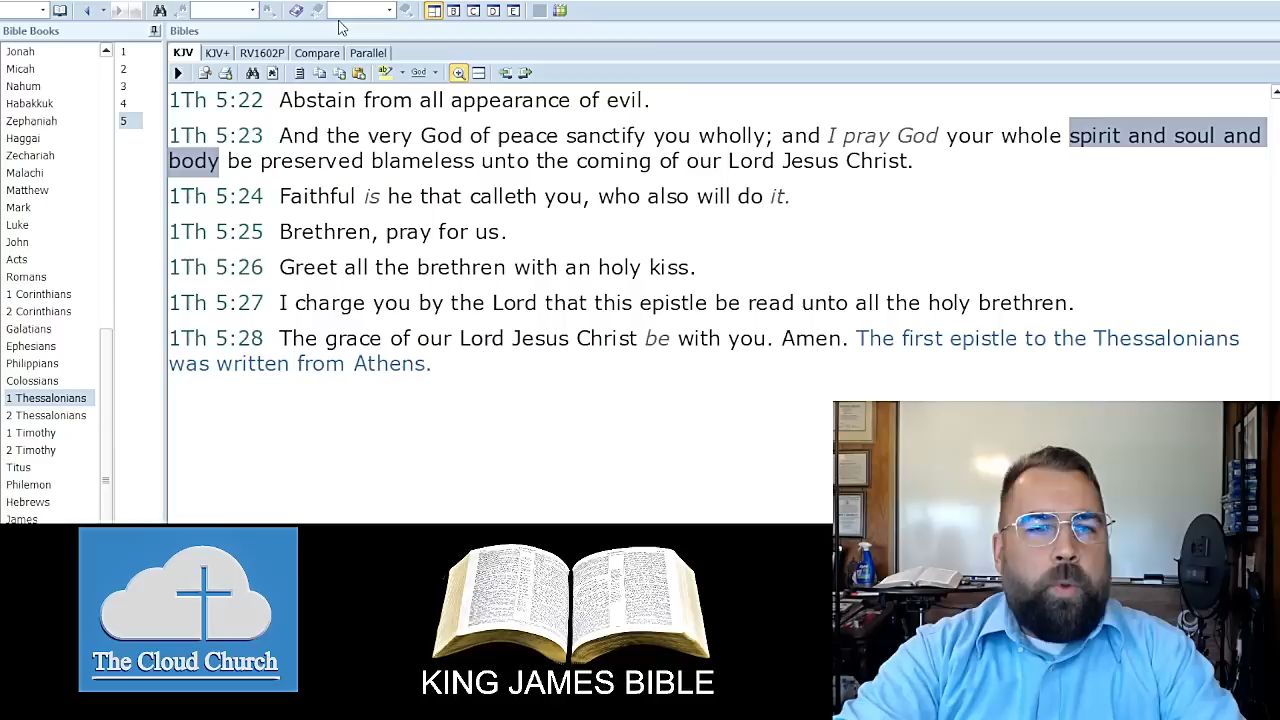 Bible Books
Bibles
Jonah
Micah
Nahum
Habakkuk
Zephaniah
Haggai
Zechariah
Malachi
Matthew
Mark
Luke
John
Acts
Romans
1 Corinthians
2 Corinthians
Galatians
Ephesians
Philippians
Colossians
1 Thessalonians
2 Thessalonians
1 Timothy
2 Timothy
Titus
Philemon
Hebrews
James
1
2
3
4
5
B C D E
KJV KJV+ RV1602P Compare Parallel
God
1Th 5:22 Abstain from all appearance of evil.
1Th 5:23 And the very God of peace sanctify you wholly; and I pray God your whole spirit and soul and
body be preserved blameless unto the coming of our Lord Jesus Christ.
1Th 5:24 Faithful is he that calleth you, who also will do it.
1Th 5:25 Brethren, pray for us.
1Th 5:26 Greet all the brethren with an holy kiss.
1Th 5:27 I charge you by the Lord that this epistle be read unto all the holy brethren.
1Th 5:28 The grace of our Lord Jesus Christ be with you. Amen. The first epistle to the Thessalonians
was written from Athens.
The Cloud Church
KING JAMES BIBLE